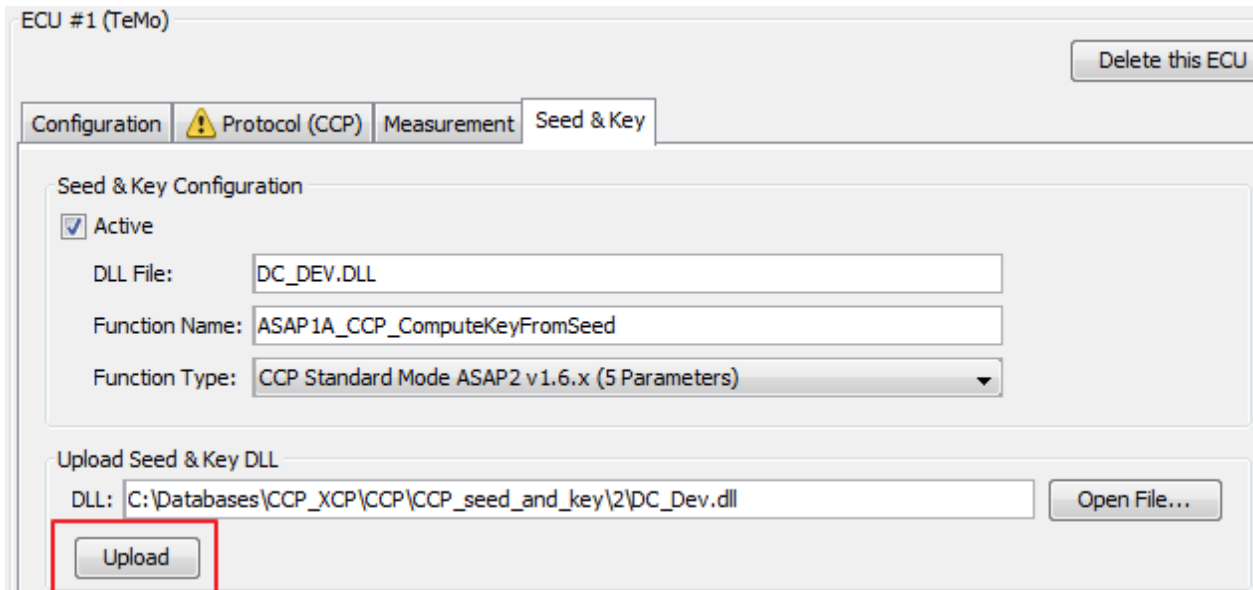 ECU #1 (TeMo)
Delete this ECU
Configuration Protocol (CCP) Measurement Seed & Key
Seed & Key Configuration
Active
DLL File: DC_DEV.DLL
Function Name: ASAP1A_CCP_ComputeKeyFromSeed
Function Type: CCP Standard Mode ASAP2 v1.6.x (5 Parameters)
Upload Seed & Key DLL
DLL: C:\Databases\CCP_XCP\CCP\CCP_seed_and_key\2\DC_Dev.dll Open File...
Upload